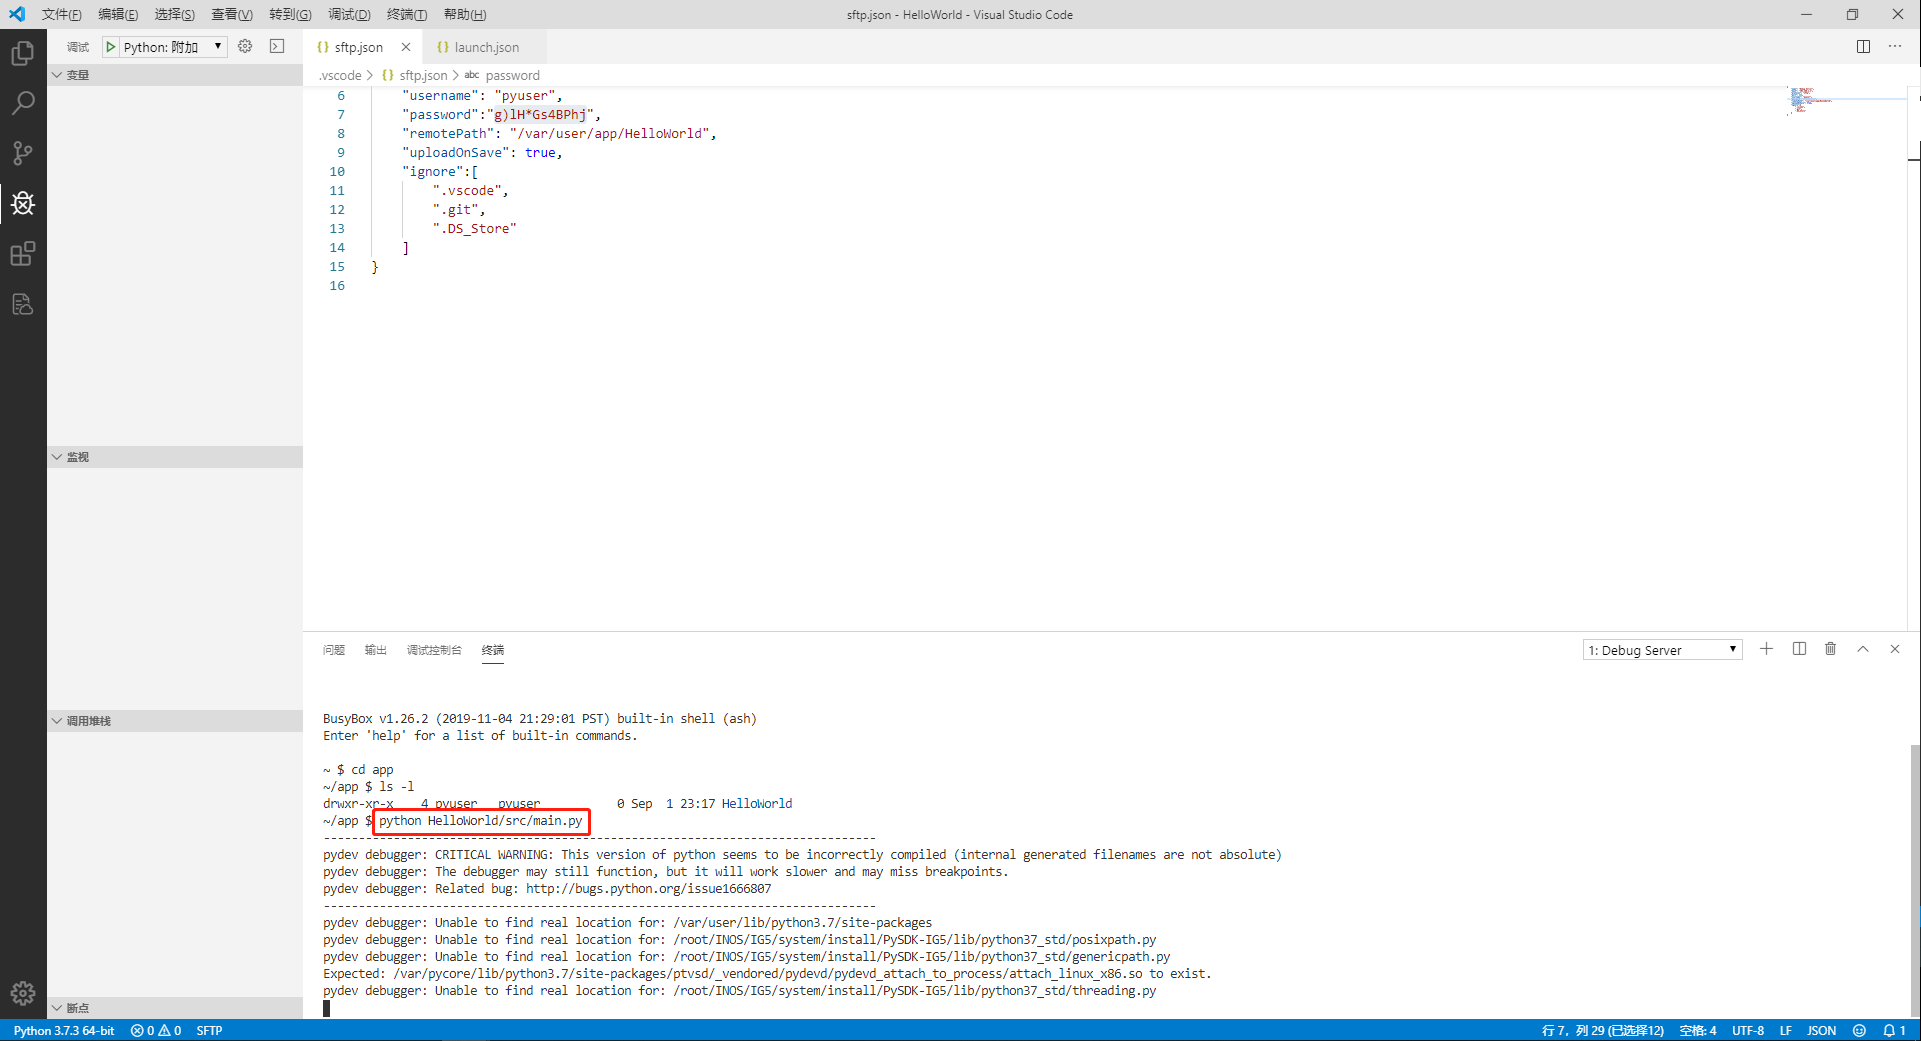 文件(F) 编辑(E) 选择(S) 查看(V) 转到(G) 调试(D) 终端(T) 帮助(H) sftp.json - HelloWorld - Visual Studio Code
调试 Python: 附加 {} sftp.json {} launch.json
变量
.vscode > {} sftp.json > abc password
6 "username": "pyuser",
7 "password":"g)lH*Gs4BPhj",
8 "remotePath": "/var/user/app/HelloWorld",
9 "uploadOnSave": true,
10 "ignore":[
11 ".vscode",
12 ".git",
13 ".DS_Store"
14 ]
15 }
16
监视
调用堆栈
断点
问题 输出 调试控制台 终端 1: Debug Server
BusyBox v1.26.2 (2019-11-04 21:29:01 PST) built-in shell (ash)
Enter 'help' for a list of built-in commands.
~ $ cd app
~/app $ ls -l
drwxr-xr-x 4 pyuser pyuser 0 Sep 1 23:17 HelloWorld
~/app $ python HelloWorld/src/main.py
-------------------------------------------------------------------------------
pydev debugger: CRITICAL WARNING: This version of python seems to be incorrectly compiled (internal generated filenames are not absolute)
pydev debugger: The debugger may still function, but it will work slower and may miss breakpoints.
pydev debugger: Related bug: http://bugs.python.org/issue1666807
-------------------------------------------------------------------------------
pydev debugger: Unable to find real location for: /var/user/lib/python3.7/site-packages
pydev debugger: Unable to find real location for: /root/INOS/IG5/system/install/PySDK-IG5/lib/python37_std/posixpath.py
pydev debugger: Unable to find real location for: /root/INOS/IG5/system/install/PySDK-IG5/lib/python37_std/genericpath.py
Expected: /var/pycore/lib/python3.7/site-packages/ptvsd/_vendored/pydevd/pydevd_attach_to_process/attach_linux_x86.so to exist.
pydev debugger: Unable to find real location for: /root/INOS/IG5/system/install/PySDK-IG5/lib/python37_std/threading.py
Python 3.7.3 64-bit 0 0 SFTP 行 7，列 29 (已选择12) 空格: 4 UTF-8 LF JSON 1